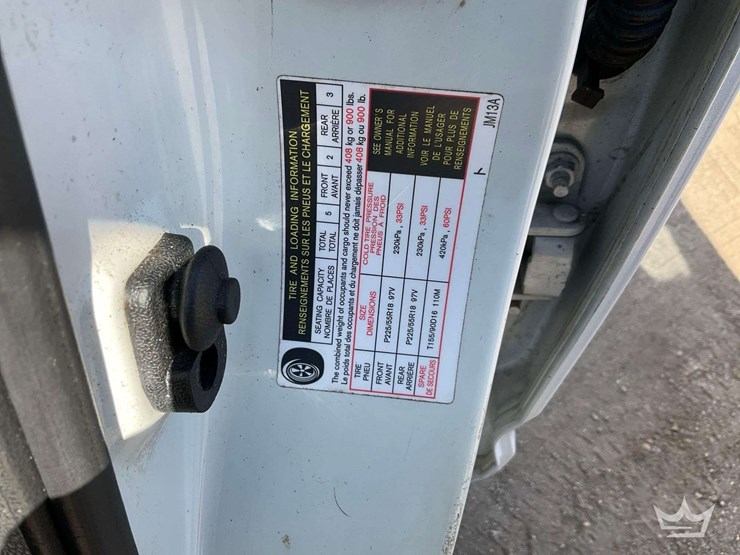 TIRE AND LOADING INFORMATION
RENSEIGNEMENTS SUR LES PNEUS ET LE CHARGEMENT
SEATING CAPACITY TOTAL 5 FRONT 2 REAR 3
NOMBRE DE PLACES TOTAL AVANT ARRIÈRE
The combined weight of occupants and cargo should never exceed 408 kg or 900 lbs.
Le poids total des occupants et du chargement ne doit jamais dépasser 408 kg ou 900 lb.
TIRE SIZE COLD TIRE PRESSURE
PNEU DIMENSIONS PRESSION DES PNEUS À FROID
FRONT AVANT P225/55R18 97V 230kPa, 33PSI
REAR ARRIÈRE P225/55R18 97V 230kPa, 33PSI
SPARE DE SECOURS T155/90D16 110M 420kPa, 60PSI
SEE OWNER'S
MANUAL FOR
ADDITIONAL
INFORMATION
VOIR LE MANUEL
DE L'USAGER
POUR PLUS DE
RENSEIGNEMENTS
JM13A